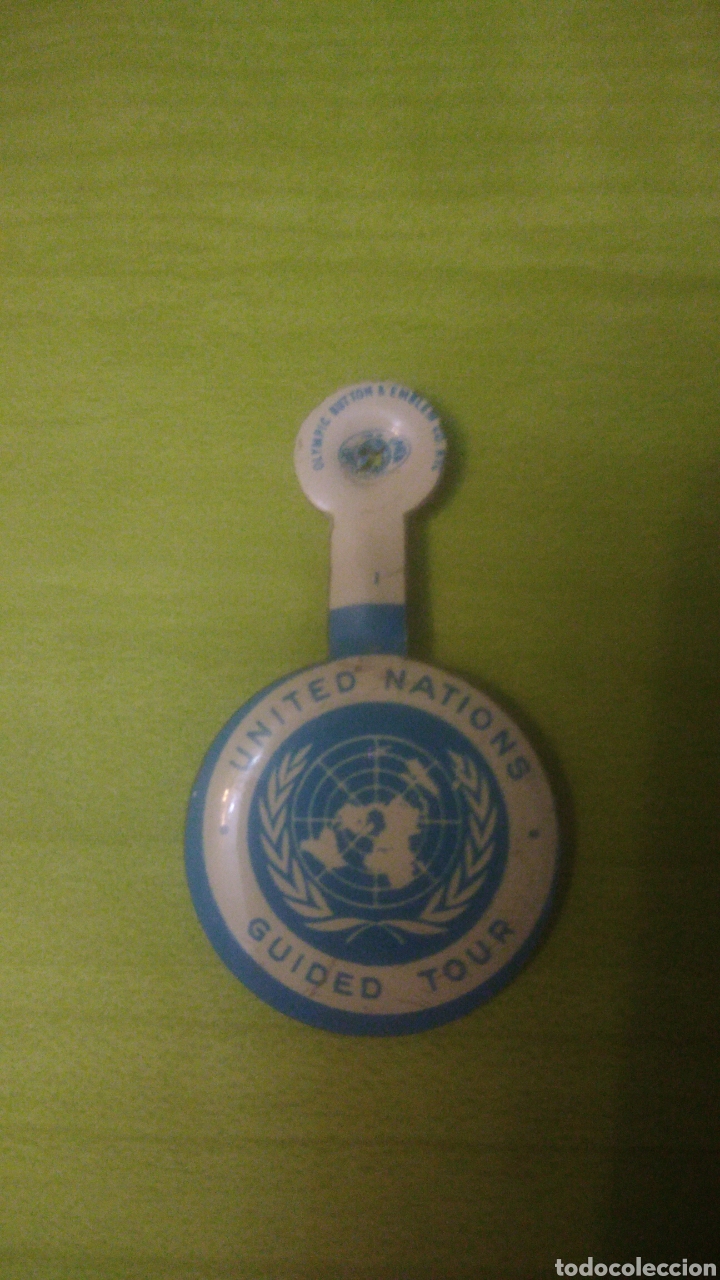 OLYMPIC BUTTON & EMBLEM CO. NYC
UNITED NATIONS
GUIDED TOUR
todocoleccion